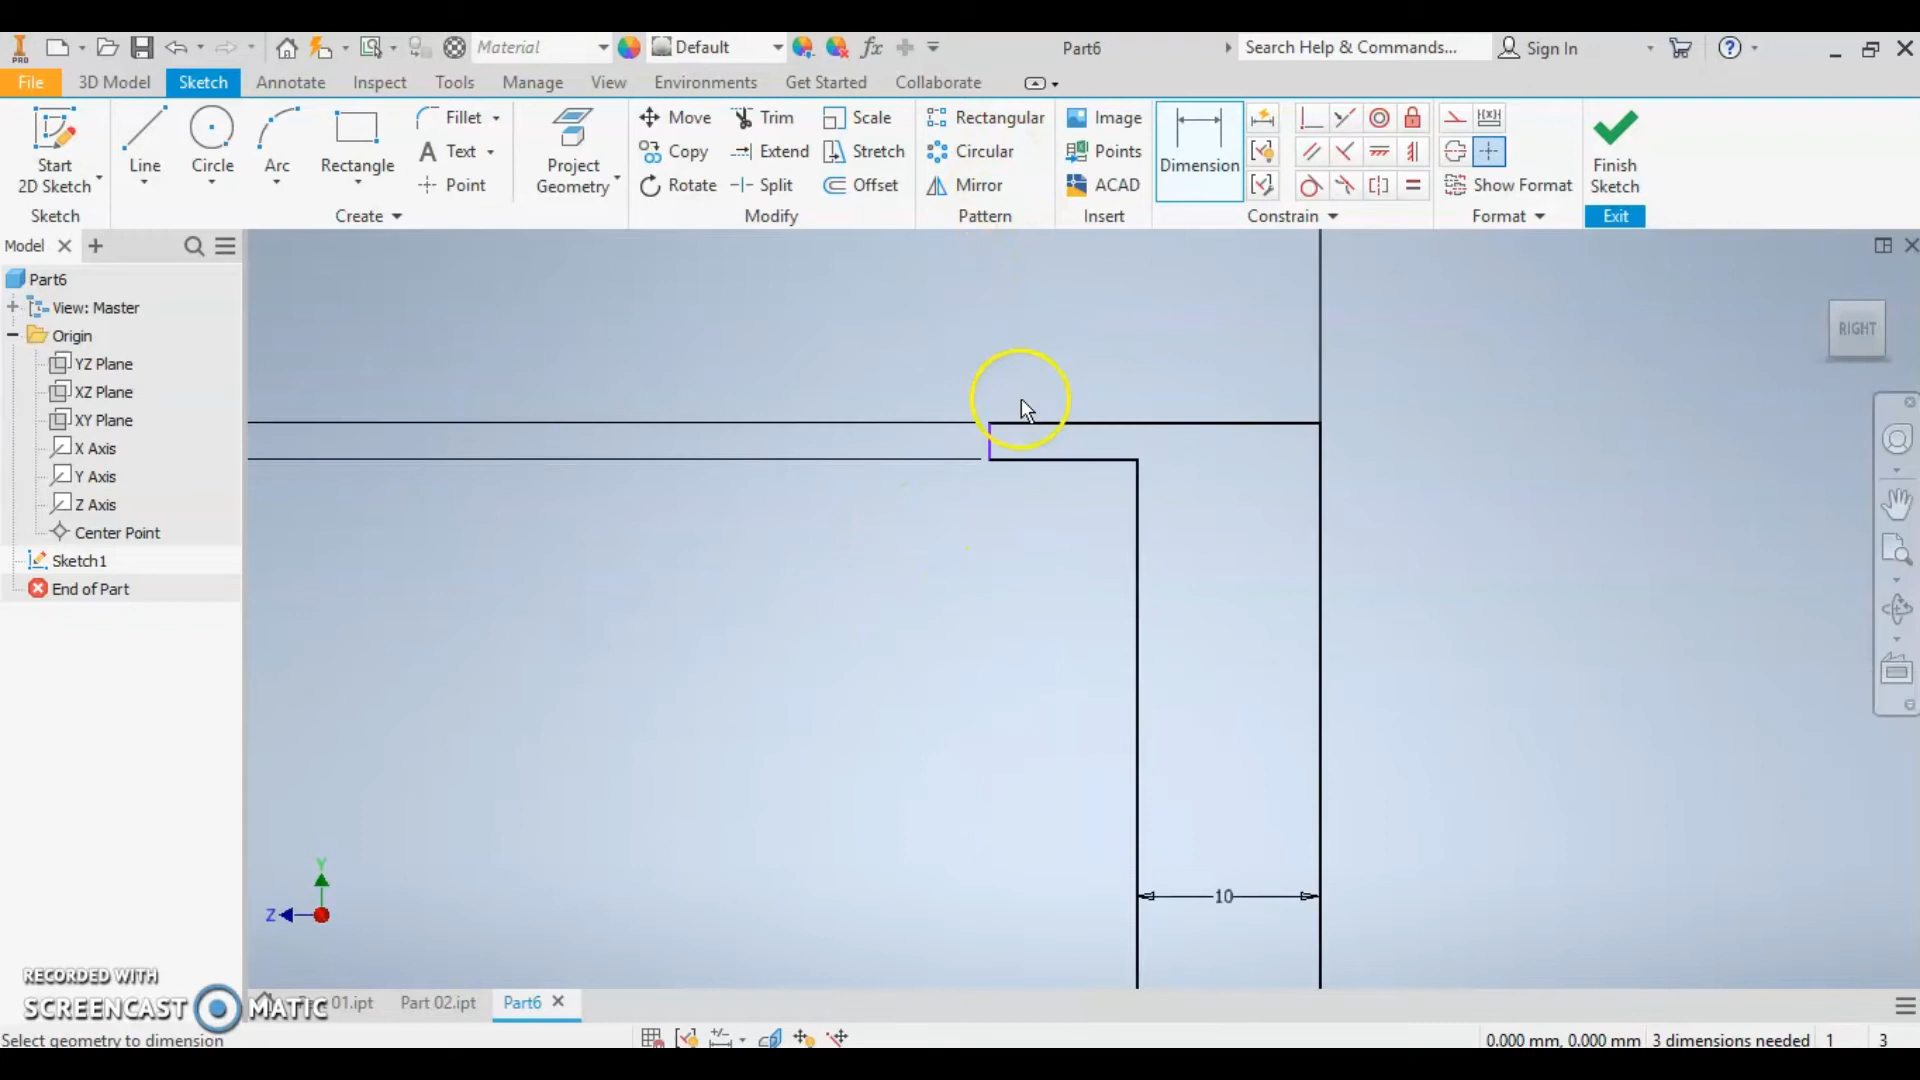 PRO Material Default fx Part6 Search Help & Commands... Sign In ?
File 3D Model Sketch Annotate Inspect Tools Manage View Environments Get Started Collaborate
Start 2D Sketch Line Circle Arc Rectangle Fillet Text Point Project Geometry Move Copy Rotate Trim Extend Split Scale Stretch Offset Rectangular Circular Mirror Image Points ACAD Dimension Show Format Finish Sketch
Sketch Create Modify Pattern Insert Constrain Format Exit
Model
Part6
View: Master
Origin
YZ Plane
XZ Plane
XY Plane
X Axis
Y Axis
Z Axis
Center Point
Sketch1
End of Part
RIGHT
10
Y
Z
RECORDED WITH
SCREENCAST MATIC
01.ipt Part 02.ipt Part6
Select geometry to dimension 0.000 mm, 0.000 mm 3 dimensions needed 1 3